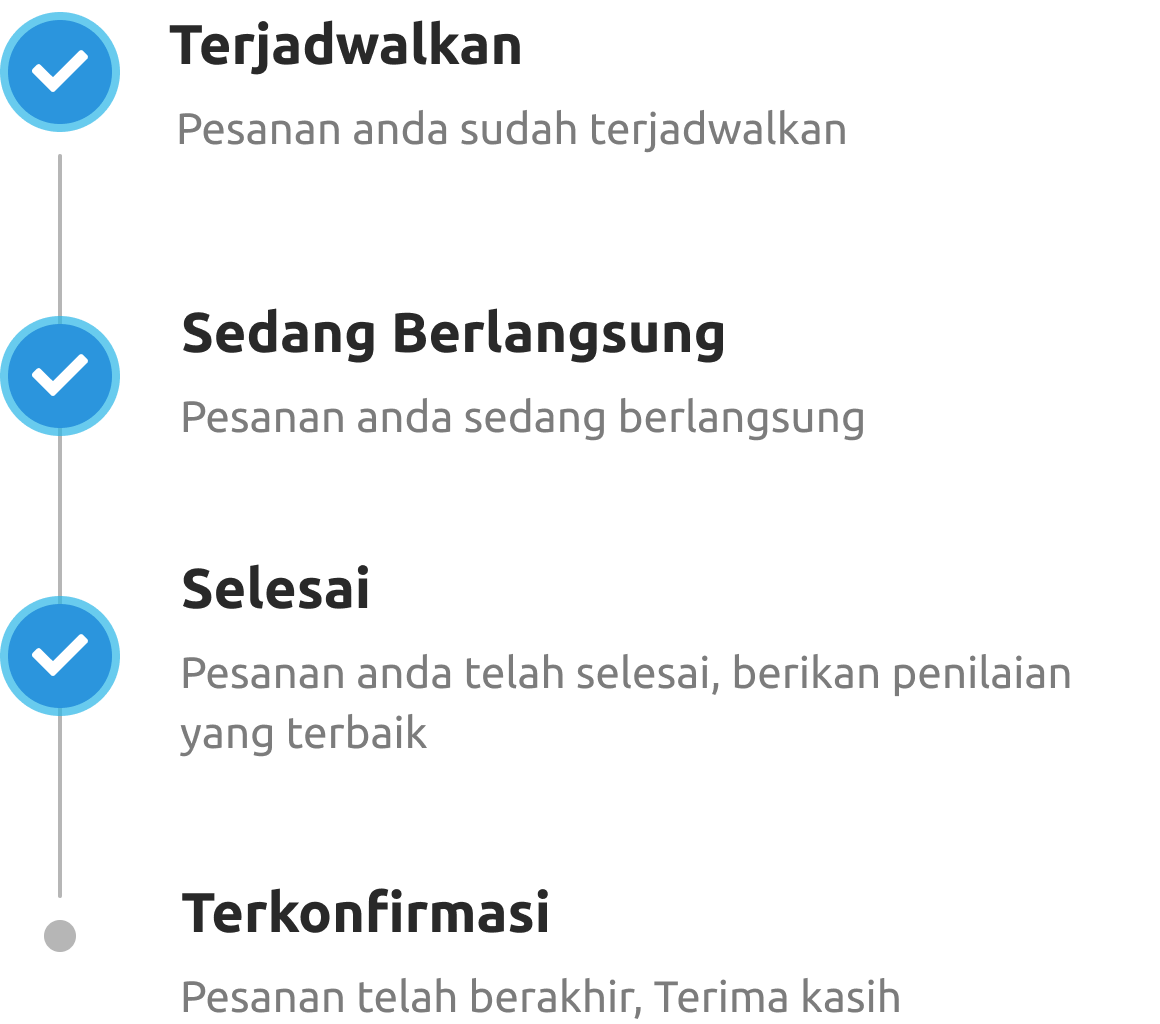 Terjadwalkan
Pesanan anda sudah terjadwalkan
Sedang Berlangsung
Pesanan anda sedang berlangsung
Selesai
Pesanan anda telah selesai, berikan penilaian
yang terbaik
Terkonfirmasi
Pesanan telah berakhir, Terima kasih